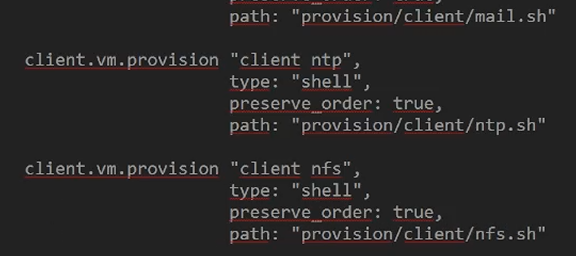 path: "provision/client/mail.sh"
client.vm.provision "client ntp",
type: "shell",
preserve_order: true,
path: "provision/client/ntp.sh"
client.vm.provision "client nfs",
type: "shell",
preserve_order: true,
path: "provision/client/nfs.sh"